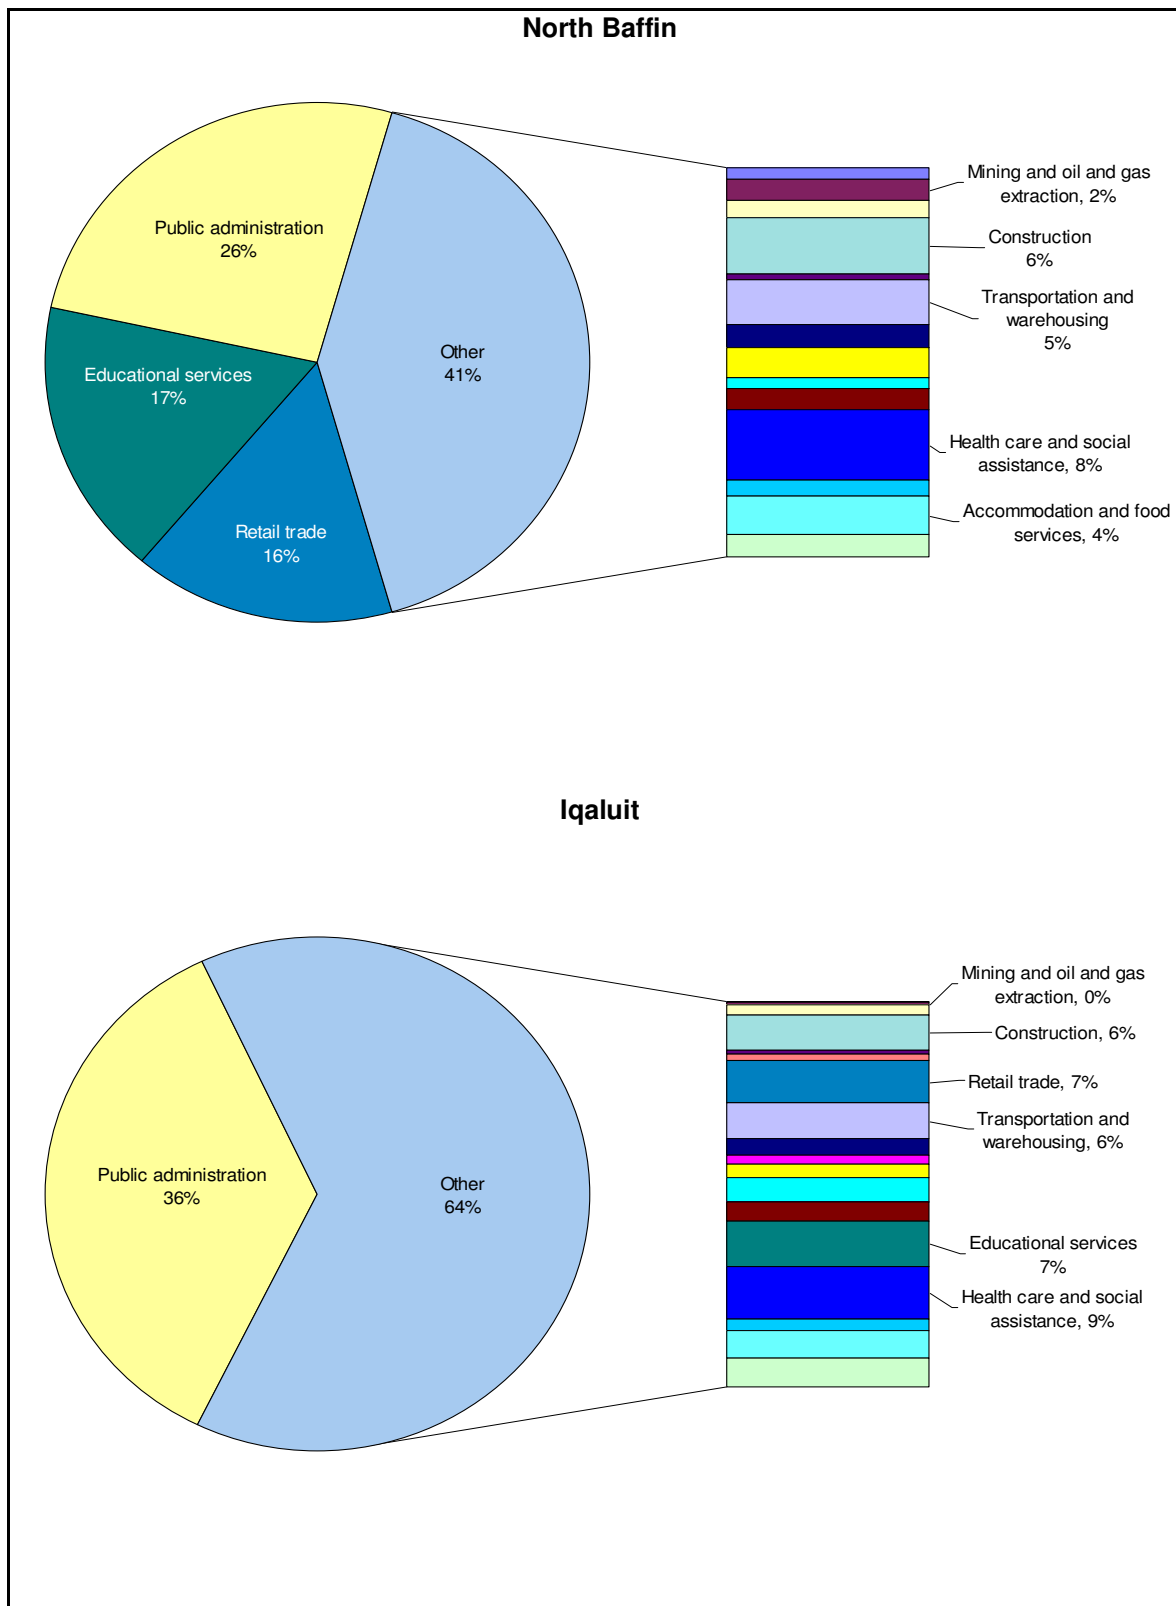 North Baffin
Public administration
26%
Educational services
17%
Retail trade
16%
Other
41%
Mining and oil and gas
extraction, 2%
Construction
6%
Transportation and
warehousing
5%
Health care and social
assistance, 8%
Accommodation and food
services, 4%
Iqaluit
Public administration
36%
Other
64%
Mining and oil and gas
extraction, 0%
Construction, 6%
Retail trade, 7%
Transportation and
warehousing, 6%
Educational services
7%
Health care and social
assistance, 9%